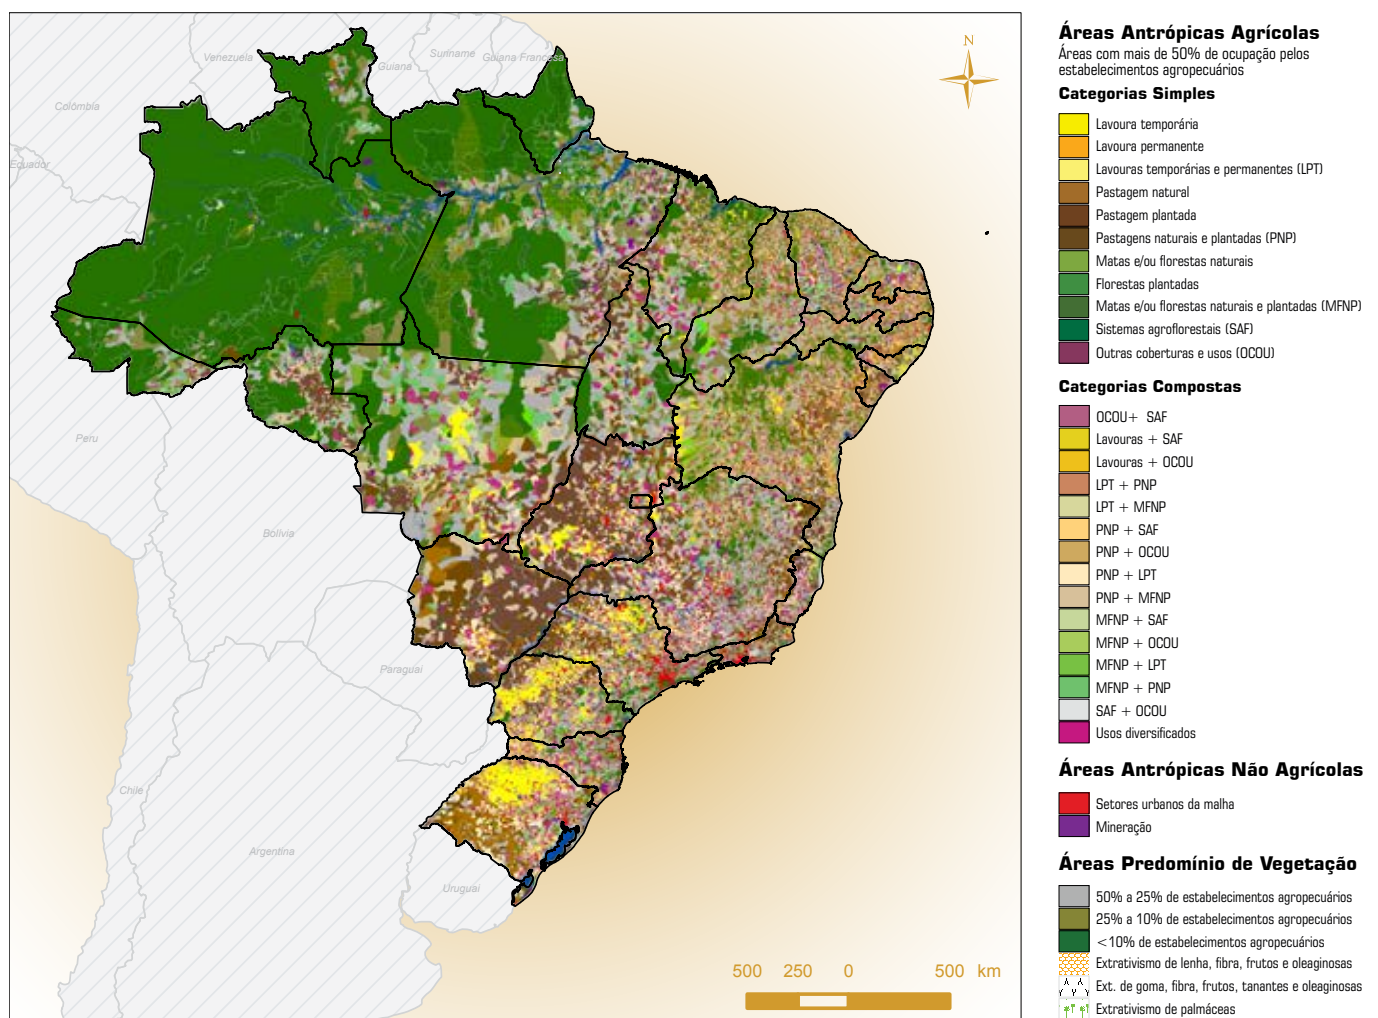 Venezuela
Suriname
Guiana Francesa
Guiana
Colômbia
Equador
Peru
Bolívia
Paraguai
Chile
Argentina
Uruguai
N
500 250 0 500 km
Áreas Antrópicas Agrícolas
Áreas com mais de 50% de ocupação pelos
estabelecimentos agropecuários
Categorias Simples
Lavoura temporária
Lavoura permanente
Lavouras temporárias e permanentes (LPT)
Pastagem natural
Pastagem plantada
Pastagens naturais e plantadas (PNP)
Matas e/ou florestas naturais
Florestas plantadas
Matas e/ou florestas naturais e plantadas (MFNP)
Sistemas agroflorestais (SAF)
Outras coberturas e usos (OCOU)
Categorias Compostas
OCOU+ SAF
Lavouras + SAF
Lavouras + OCOU
LPT + PNP
LPT + MFNP
PNP + SAF
PNP + OCOU
PNP + LPT
PNP + MFNP
MFNP + SAF
MFNP + OCOU
MFNP + LPT
MFNP + PNP
SAF + OCOU
Usos diversificados
Áreas Antrópicas Não Agrícolas
Setores urbanos da malha
Mineração
Áreas Predomínio de Vegetação
50% a 25% de estabelecimentos agropecuários
25% a 10% de estabelecimentos agropecuários
<10% de estabelecimentos agropecuários
Extrativismo de lenha, fibra, frutos e oleaginosas
Ext. de goma, fibra, frutos, tanantes e oleaginosas
Extrativismo de palmáceas